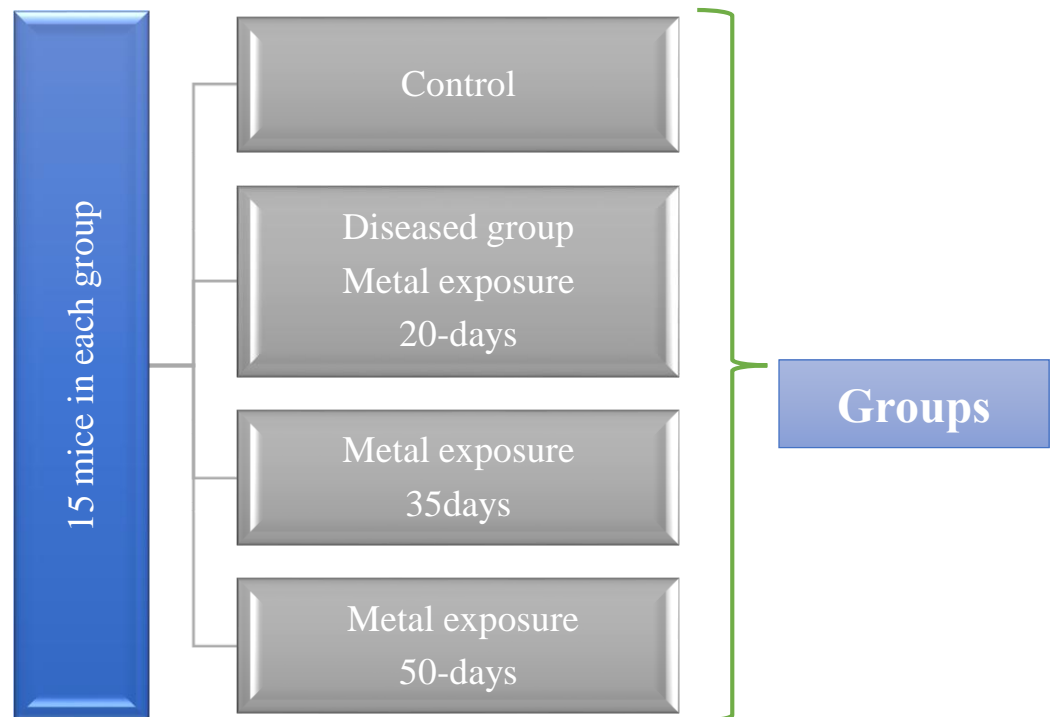 15 mice in each group
Control
Diseased group
Metal exposure
20-days
Metal exposure
35days
Metal exposure
50-days
Groups